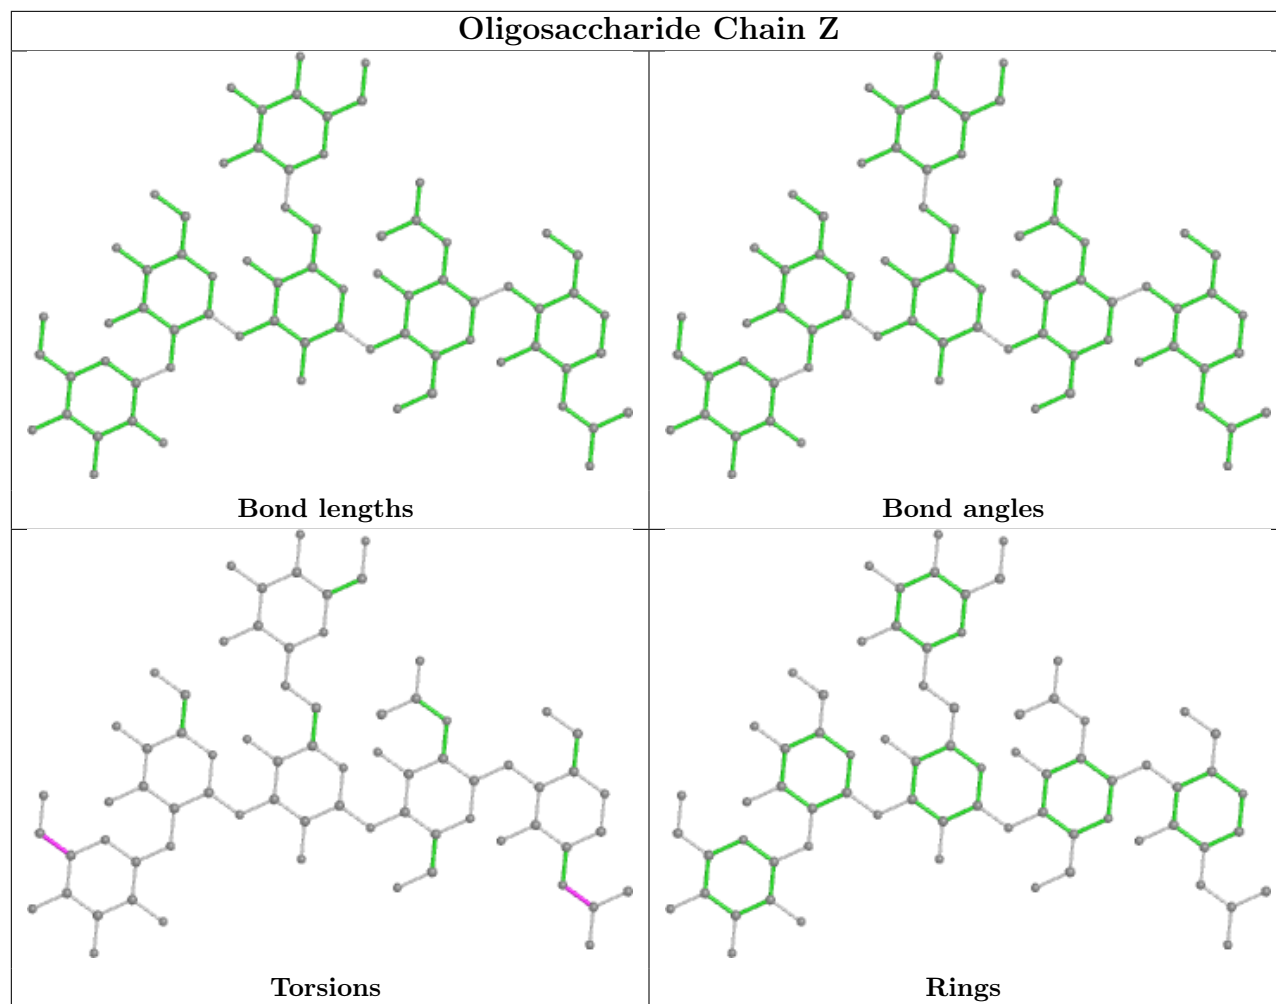 Oligosaccharide Chain Z
Bond lengths
Bond angles
Torsions
Rings